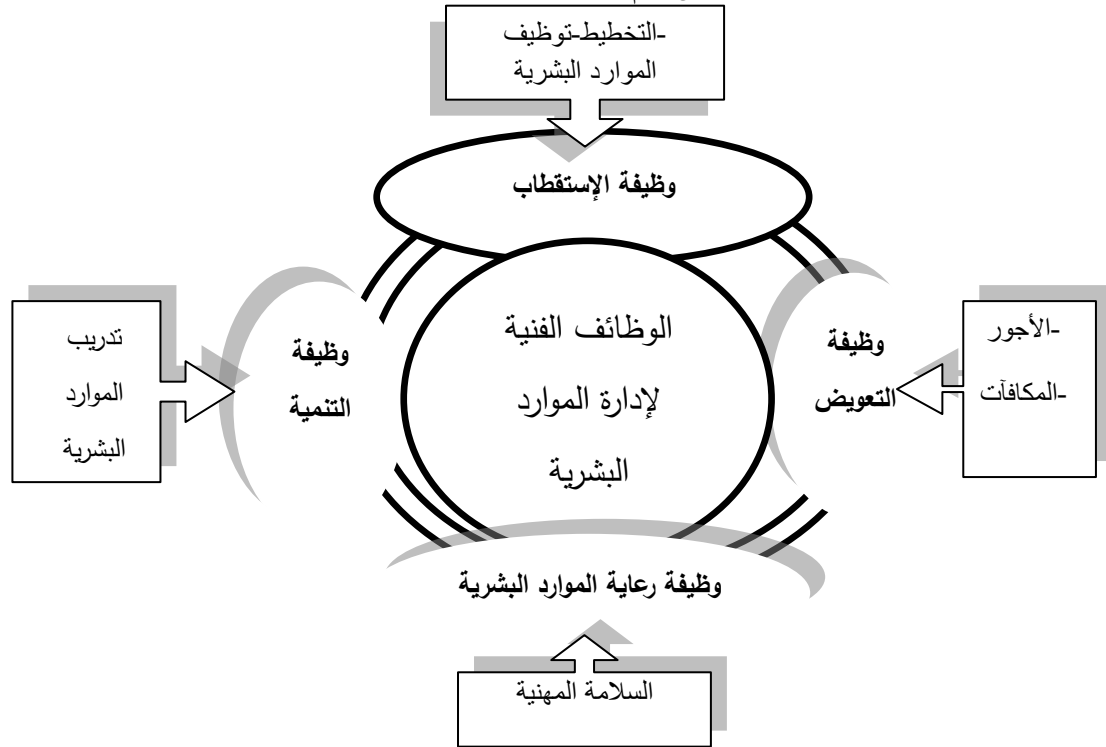 -التخطيط-توظيف
الموارد البشرية
وظيفة الإستقطاب
-الأجور
-المكافآت
وظيفة
التعويض
الوظائف الفنية
لإدارة الموارد
البشرية
وظيفة
التنمية
تدريب
الموارد
البشرية
وظيفة رعاية الموارد البشرية
السلامة المهنية